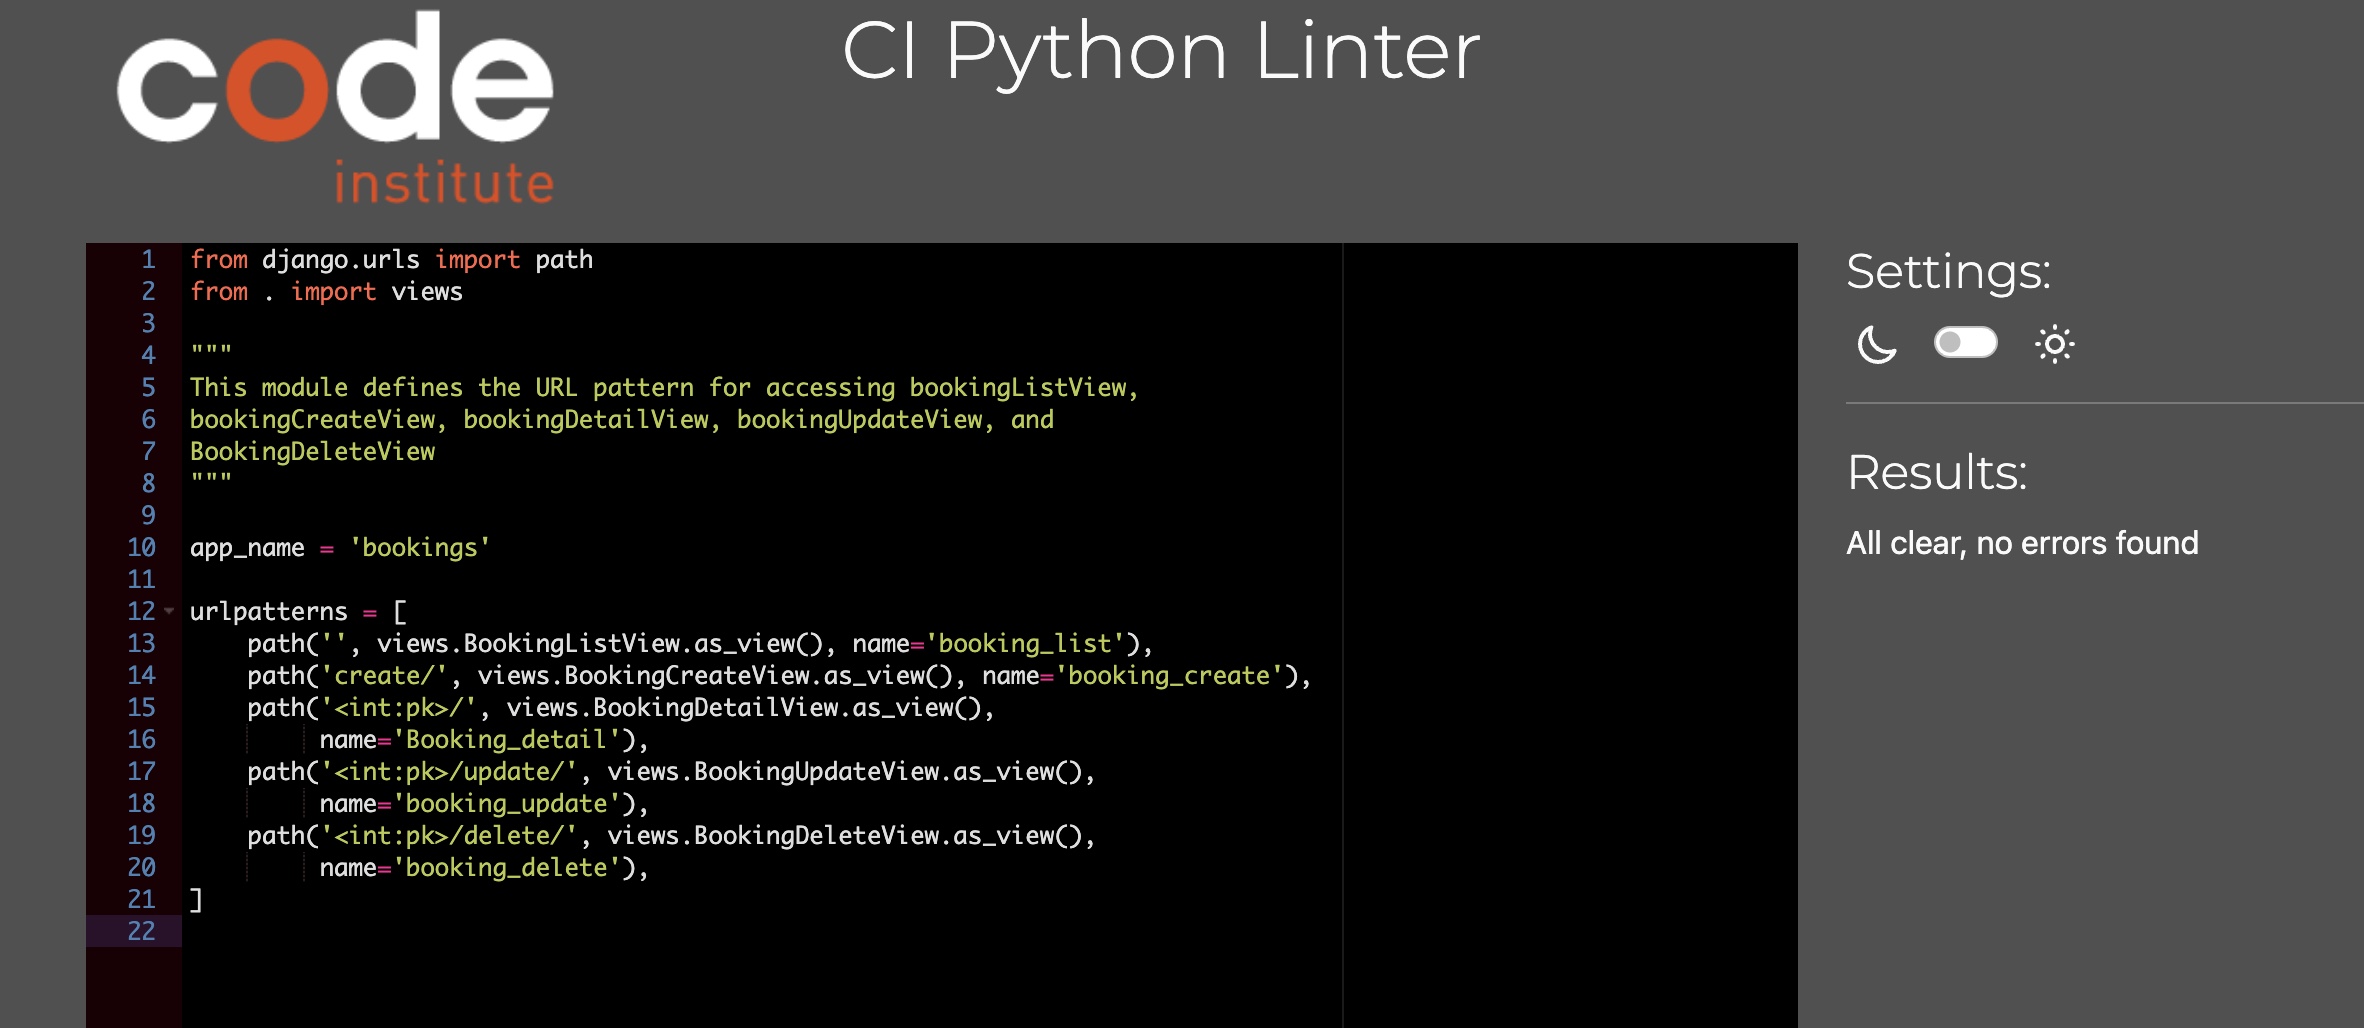 code
institute
CI Python Linter
1 from django.urls import path
2 from . import views
3
4 """
5 This module defines the URL pattern for accessing bookingListView,
6 bookingCreateView, bookingDetailView, bookingUpdateView, and
7 BookingDeleteView
8 """
9
10 app_name = 'bookings'
11
12 urlpatterns = [
13     path('', views.BookingListView.as_view(), name='booking_list'),
14     path('create/', views.BookingCreateView.as_view(), name='booking_create'),
15     path('<int:pk>/', views.BookingDetailView.as_view(),
16          name='Booking_detail'),
17     path('<int:pk>/update/', views.BookingUpdateView.as_view(),
18          name='booking_update'),
19     path('<int:pk>/delete/', views.BookingDeleteView.as_view(),
20          name='booking_delete'),
21 ]
22
Settings:
Results:
All clear, no errors found